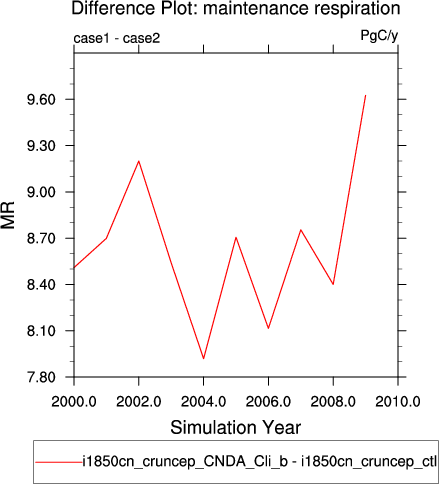 Difference Plot: maintenance respiration
case1 - case2
PgC/y
9.60
9.30
9.00
8.70
8.40
8.10
7.80
MR
2000.0 2002.0 2004.0 2006.0 2008.0 2010.0
Simulation Year
i1850cn_cruncep_CNDA_Cli_b - i1850cn_cruncep_ctl